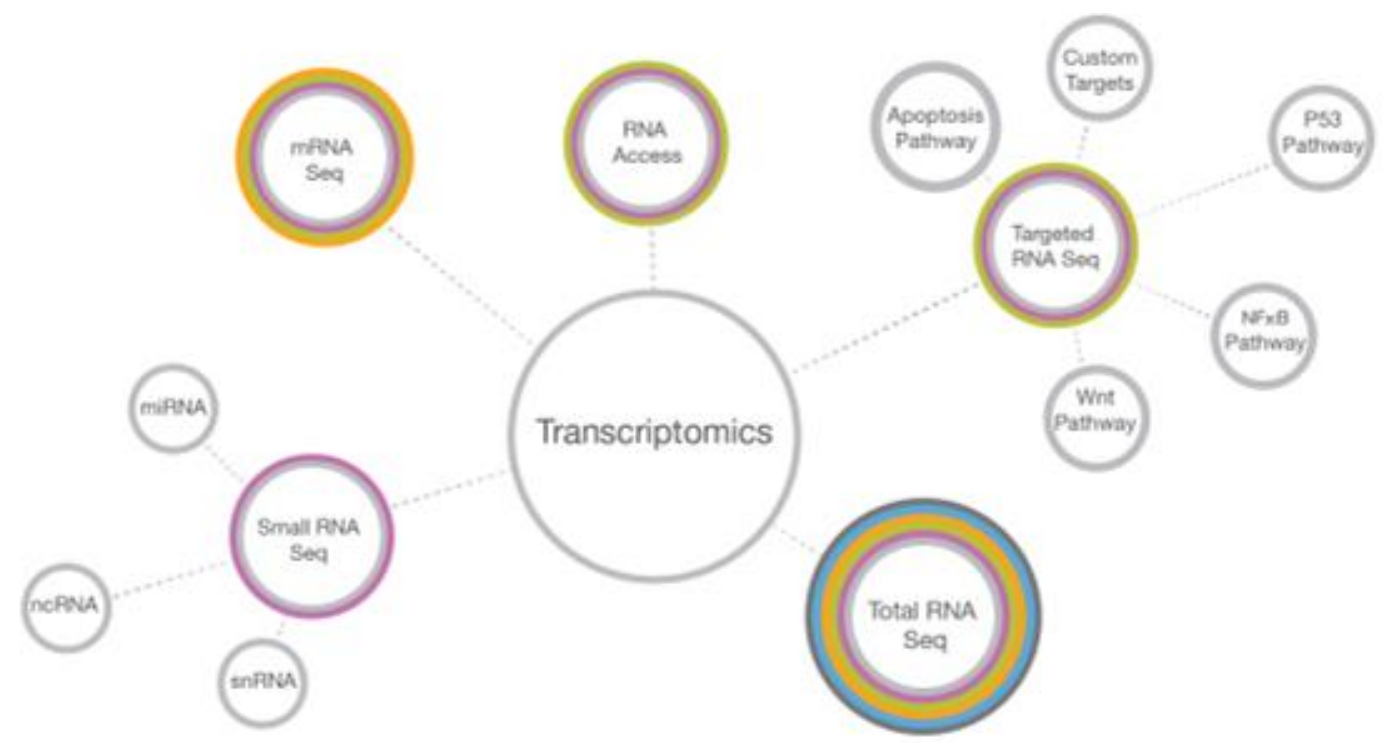 Custom
Targets
Apoptosis
Pathway
P53
Pathway
mRNA
Seq
RNA
Access
Targeted
RNA Seq
NFκB
Pathway
Wnt
Pathway
miRNA
Transcriptomics
Small RNA
Seq
ncRNA
Total RNA
Seq
snRNA